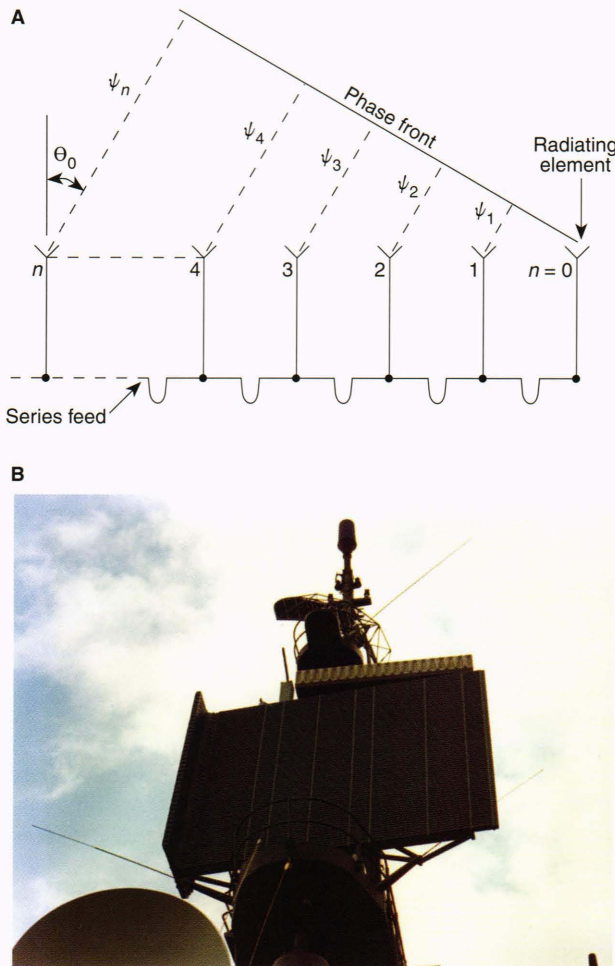 A
ψn
Phase front
ψ4
ψ3
ψ2
ψ1
Θ0
Radiating
element
n
4
3
2
1
n = 0
Series feed
B